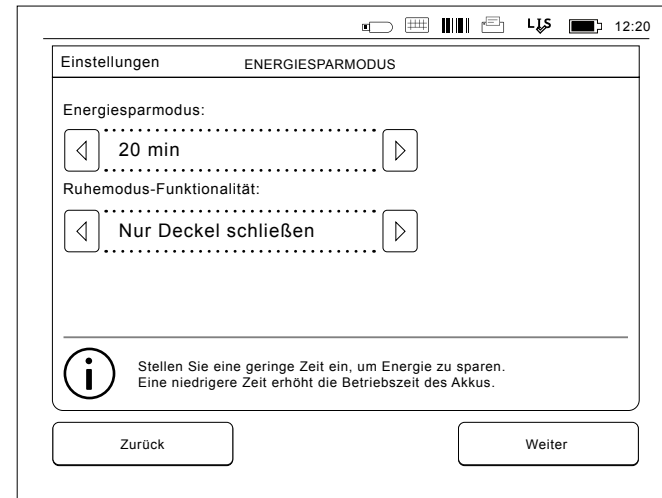 LIS 12:20
Einstellungen ENERGIESPARMODUS
Energiesparmodus:
20 min
Ruhemodus-Funktionalität:
Nur Deckel schließen
Stellen Sie eine geringe Zeit ein, um Energie zu sparen.
Eine niedrigere Zeit erhöht die Betriebszeit des Akkus.
Zurück Weiter